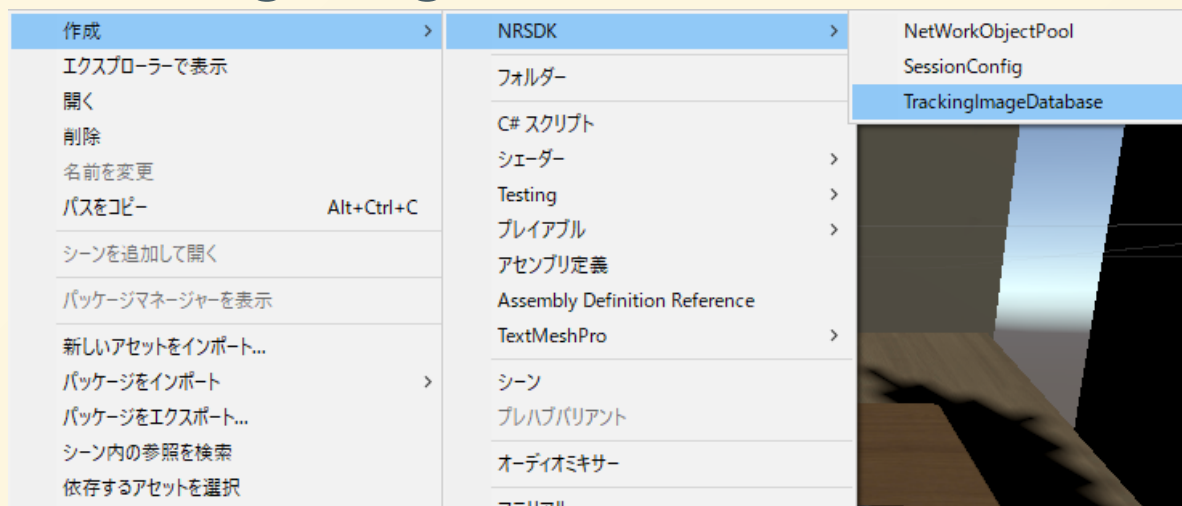 作成
エクスプローラーで表示
開く
削除
名前を変更
パスをコピー Alt+Ctrl+C
シーンを追加して開く
パッケージマネージャーを表示
新しいアセットをインポート...
パッケージをインポート
パッケージをエクスポート...
シーン内の参照を検索
依存するアセットを選択
NRSDK
フォルダー
C# スクリプト
シェーダー
Testing
プレイアブル
アセンブリ定義
Assembly Definition Reference
TextMeshPro
シーン
プレハブバリアント
オーディオミキサー
NetWorkObjectPool
SessionConfig
TrackingImageDatabase